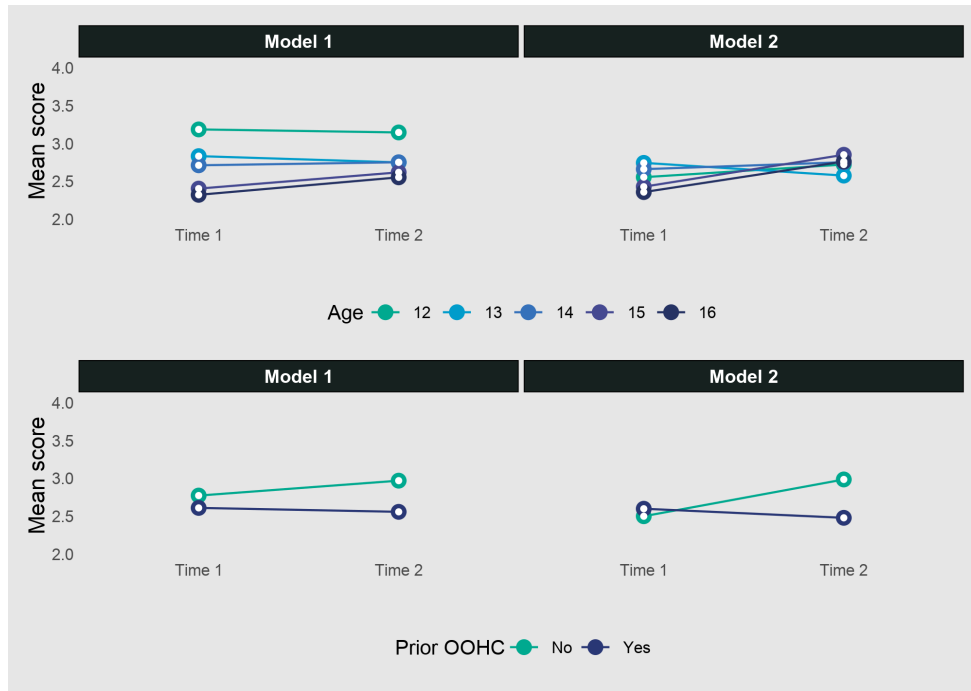 Model 1 Model 2
Mean score
4.0
3.5
3.0
2.5
2.0
Time 1 Time 2 Time 1 Time 2
Age 12 13 14 15 16
Model 1 Model 2
Mean score
4.0
3.5
3.0
2.5
2.0
Time 1 Time 2 Time 1 Time 2
Prior OOHC No Yes